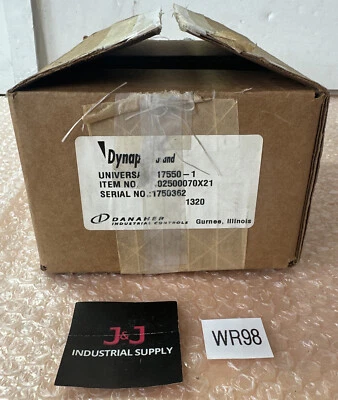 Dynap and
UNIVERSA 17550-1
ITEM NO 02500070X21
SERIAL NO.:1750362
1320
DANAHER
INDUSTRIAL CONTROLS
Gurnee, Illinois
J&J
INDUSTRIAL SUPPLY
WR98